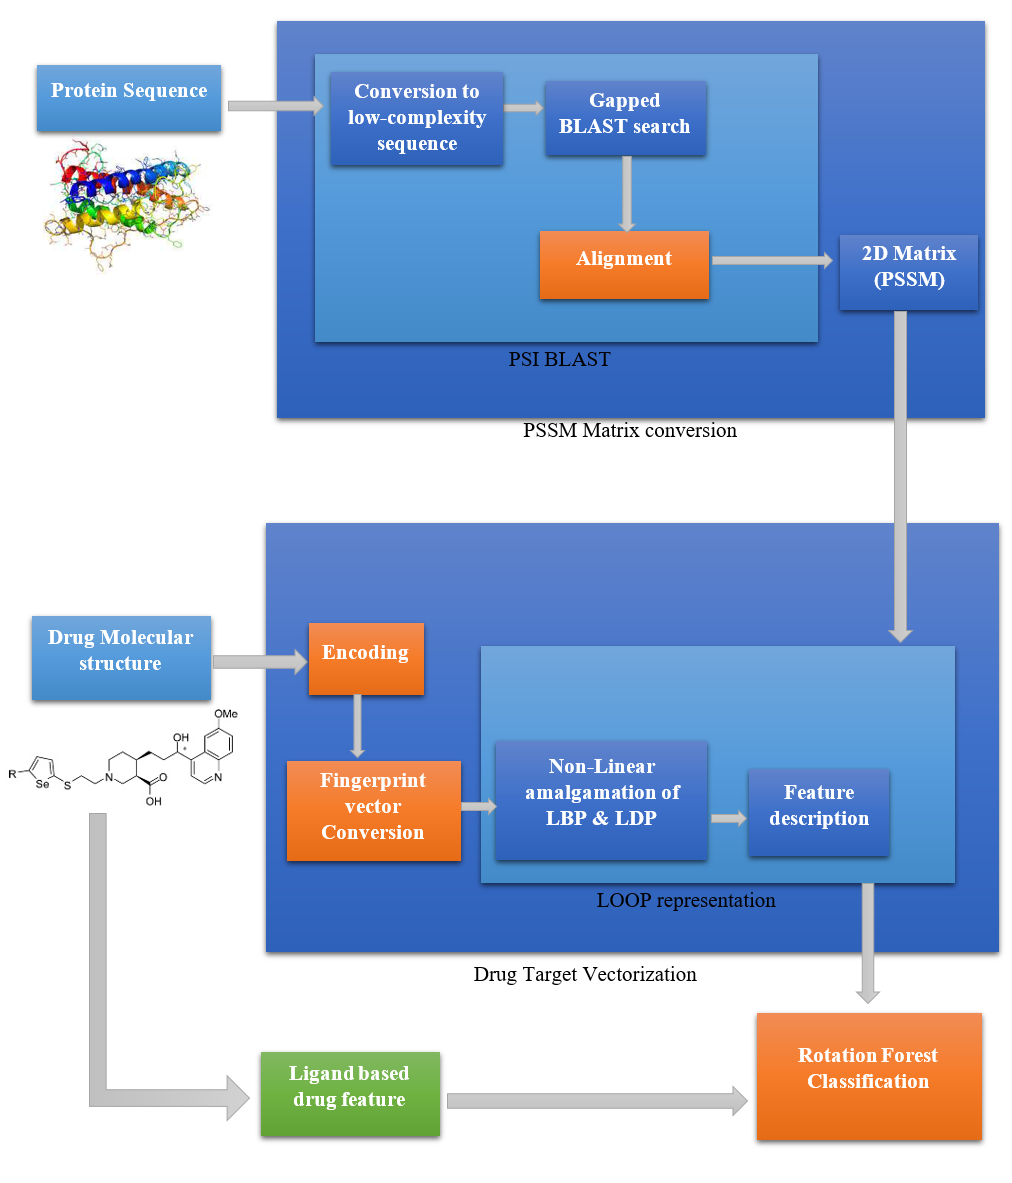 Protein Sequence
Conversion to
low-complexity
sequence
Gapped
BLAST search
Alignment
2D Matrix
(PSSM)
PSI BLAST
PSSM Matrix conversion
Drug Molecular
structure
Encoding
Fingerprint
vector
Conversion
Non-Linear
amalgamation of
LBP & LDP
Feature
description
LOOP representation
Drug Target Vectorization
OMe
OH
*
R
Se
S
N
O
OH
N
Ligand based
drug feature
Rotation Forest
Classification